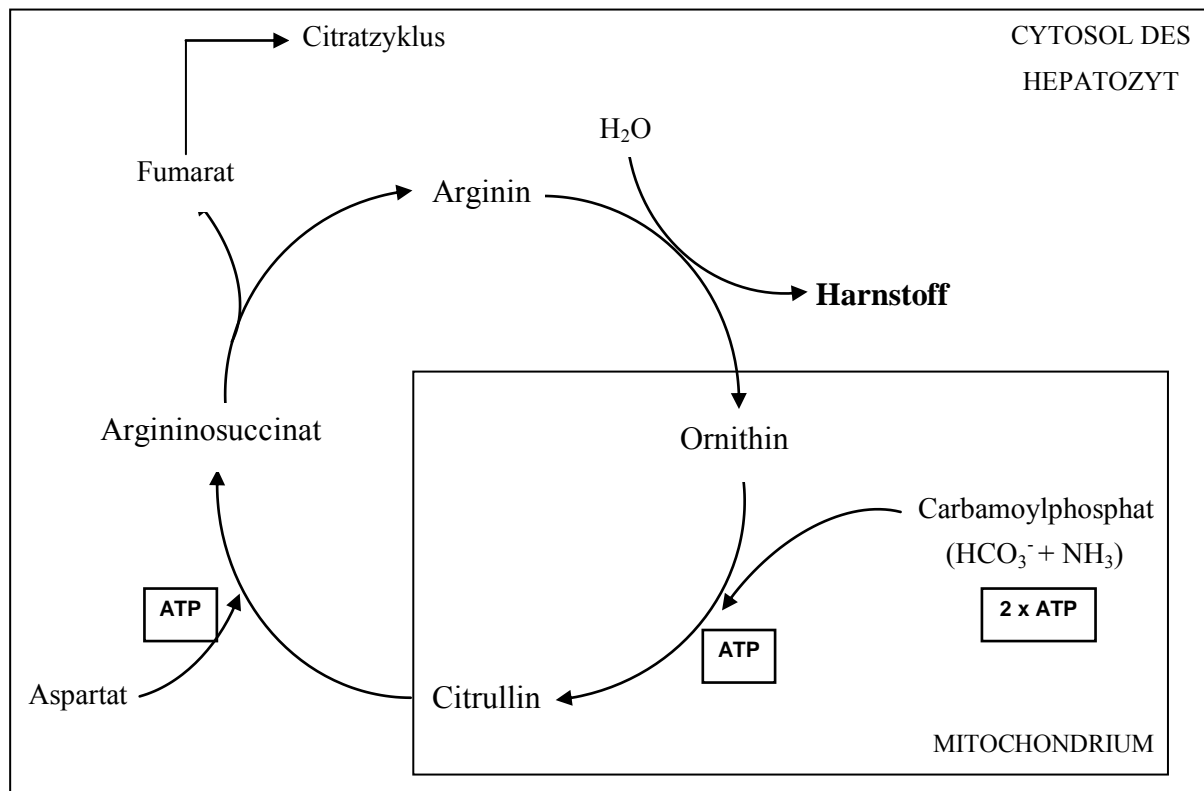 Citratzyklus
CYTOSOL DES
HEPATOZYT
H₂O
Fumarat
Arginin
Harnstoff
Argininosuccinat
Ornithin
Carbamoylphosphat
(HCO₃⁻ + NH₃)
ATP
2 x ATP
ATP
Aspartat
Citrullin
MITOCHONDRIUM